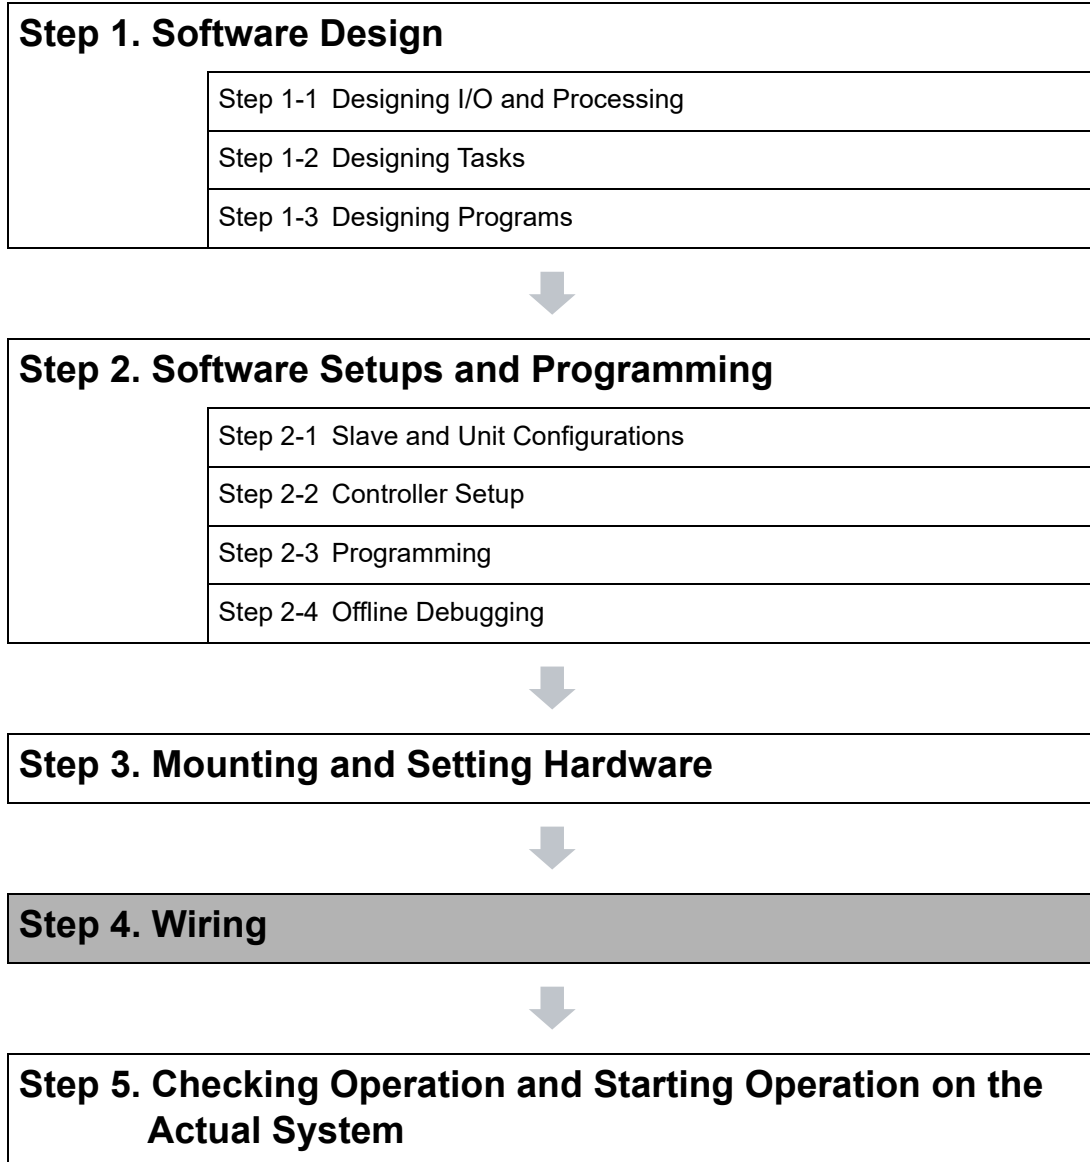 Step 1. Software Design
Step 1-1 Designing I/O and Processing
Step 1-2 Designing Tasks
Step 1-3 Designing Programs
Step 2. Software Setups and Programming
Step 2-1 Slave and Unit Configurations
Step 2-2 Controller Setup
Step 2-3 Programming
Step 2-4 Offline Debugging
Step 3. Mounting and Setting Hardware
Step 4. Wiring
Step 5. Checking Operation and Starting Operation on the
Actual System